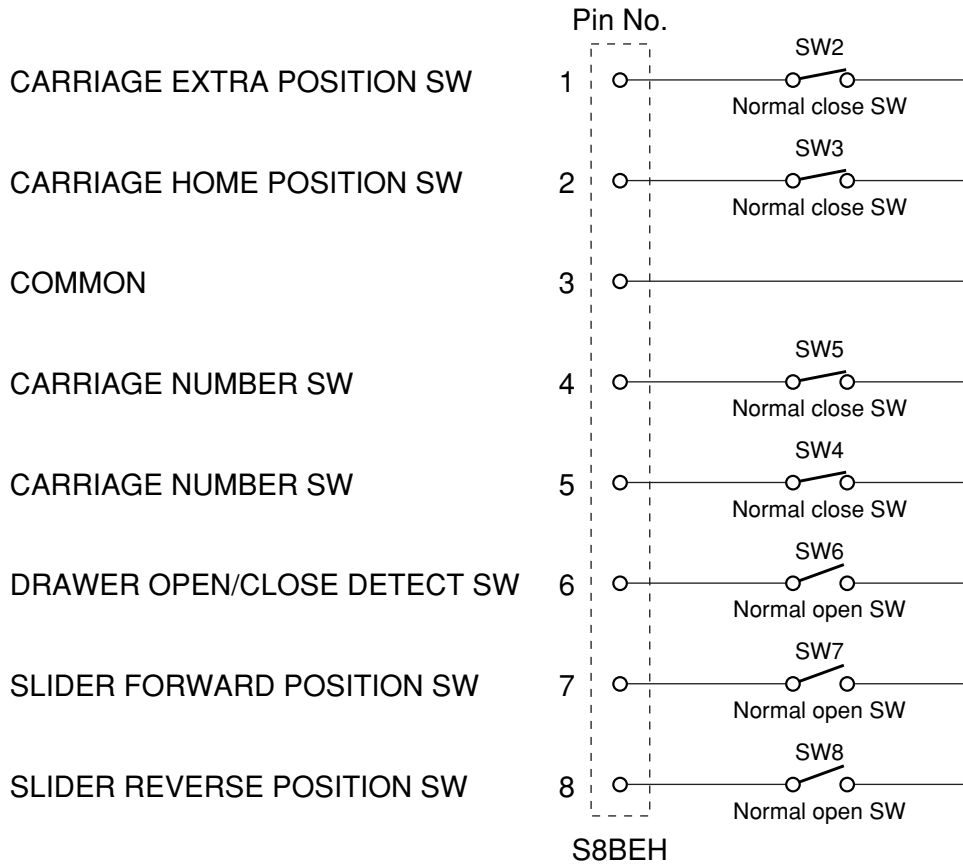 Pin No.
SW2
CARRIAGE EXTRA POSITION SW 1
Normal close SW
SW3
CARRIAGE HOME POSITION SW 2
Normal close SW
COMMON 3
SW5
CARRIAGE NUMBER SW 4
Normal close SW
SW4
CARRIAGE NUMBER SW 5
Normal close SW
SW6
DRAWER OPEN/CLOSE DETECT SW 6
Normal open SW
SW7
SLIDER FORWARD POSITION SW 7
Normal open SW
SW8
SLIDER REVERSE POSITION SW 8
Normal open SW
S8BEH